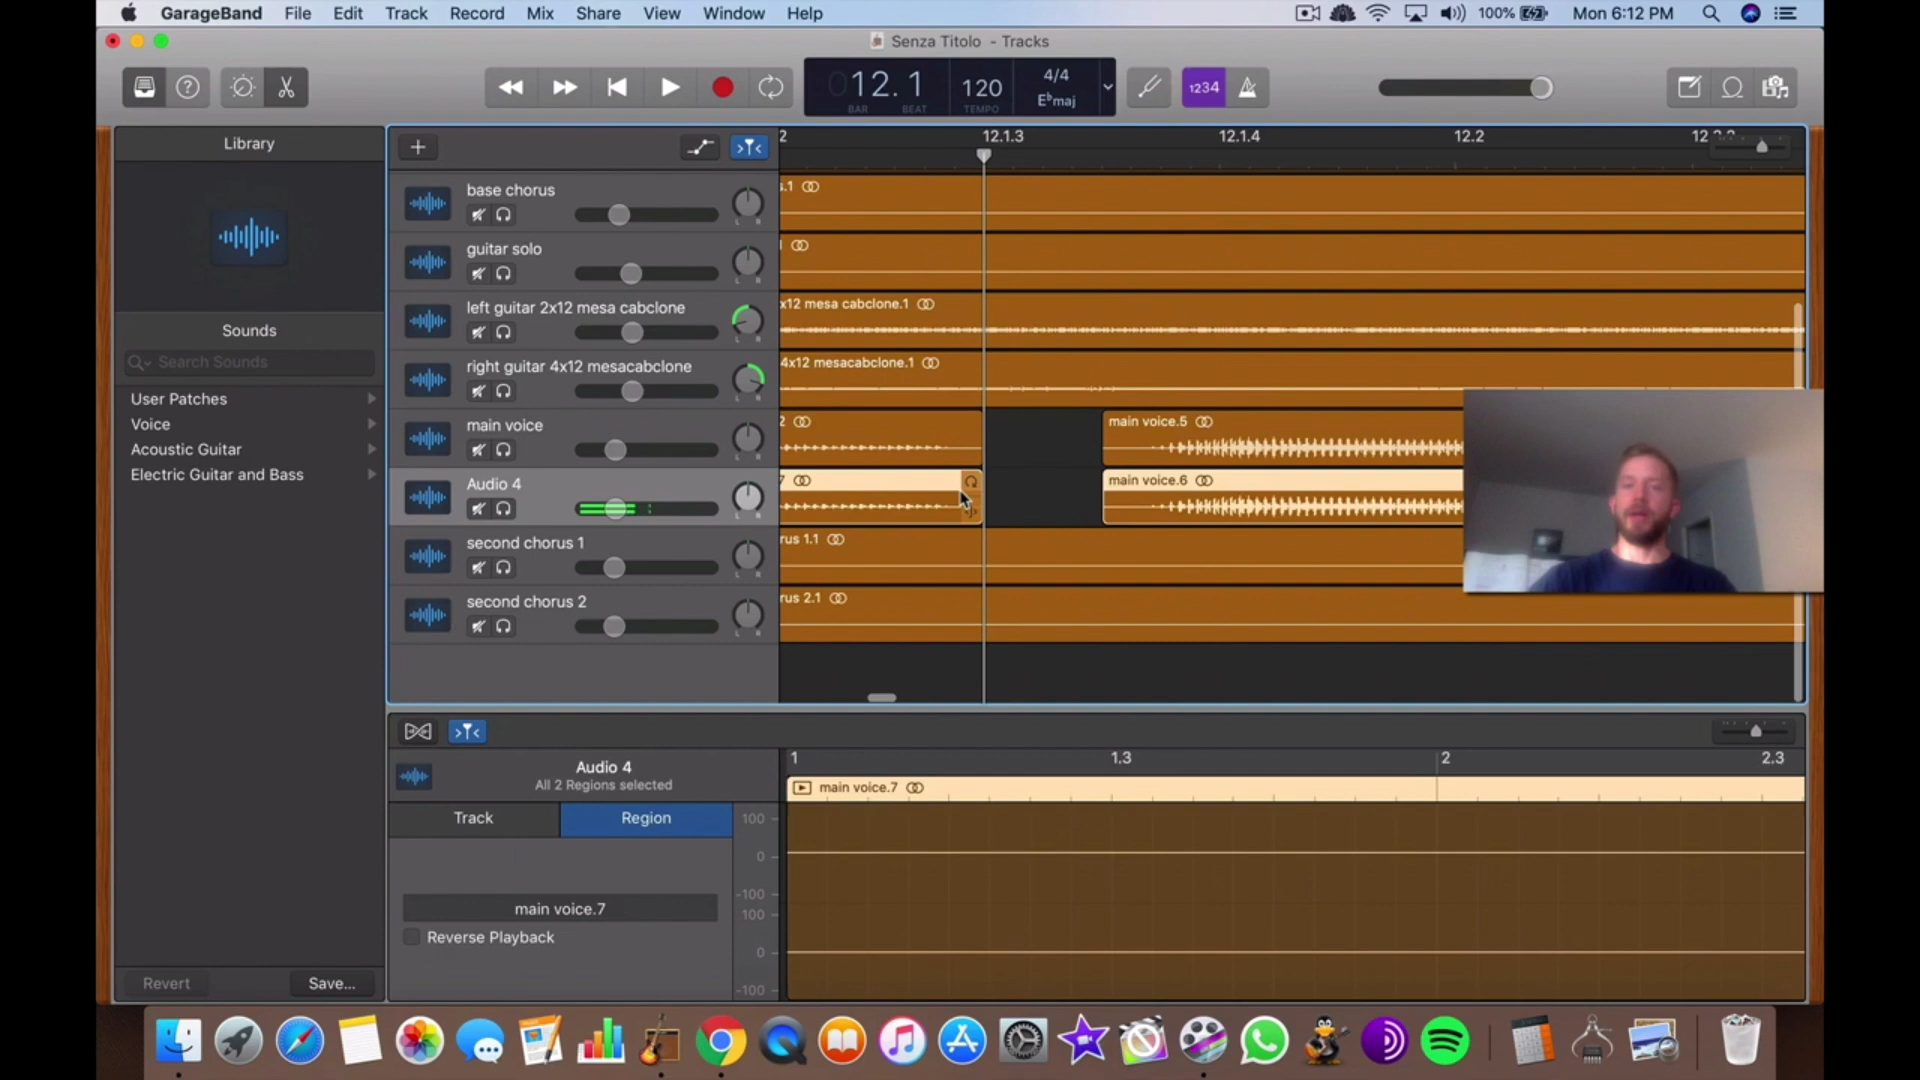 GarageBand File Edit Track Record Mix Share View Window Help
100% Mon 6:12 PM
Senza Titolo - Tracks
012.1
BAR BEAT
120
TEMPO
4/4
E♭maj
1234
Library
2 12.1.3 12.1.4 12.2
base chorus
L R
s.1
guitar solo
L R
left guitar 2x12 mesa cabclone
L R
x12 mesa cabclone.1
right guitar 4x12 mesacabclone
L R
4x12 mesacabclone.1
main voice
L R
2
main voice.5
Audio 4
L R
7
main voice.6
second chorus 1
L R
rus 1.1
second chorus 2
L R
rus 2.1
Sounds
Search Sounds
User Patches
Voice
Acoustic Guitar
Electric Guitar and Bass
Revert Save...
Audio 4
All 2 Regions selected
Track Region
main voice.7
Reverse Playback
1 1.3 2 2.3
main voice.7
100
0
-100
100
0
-100